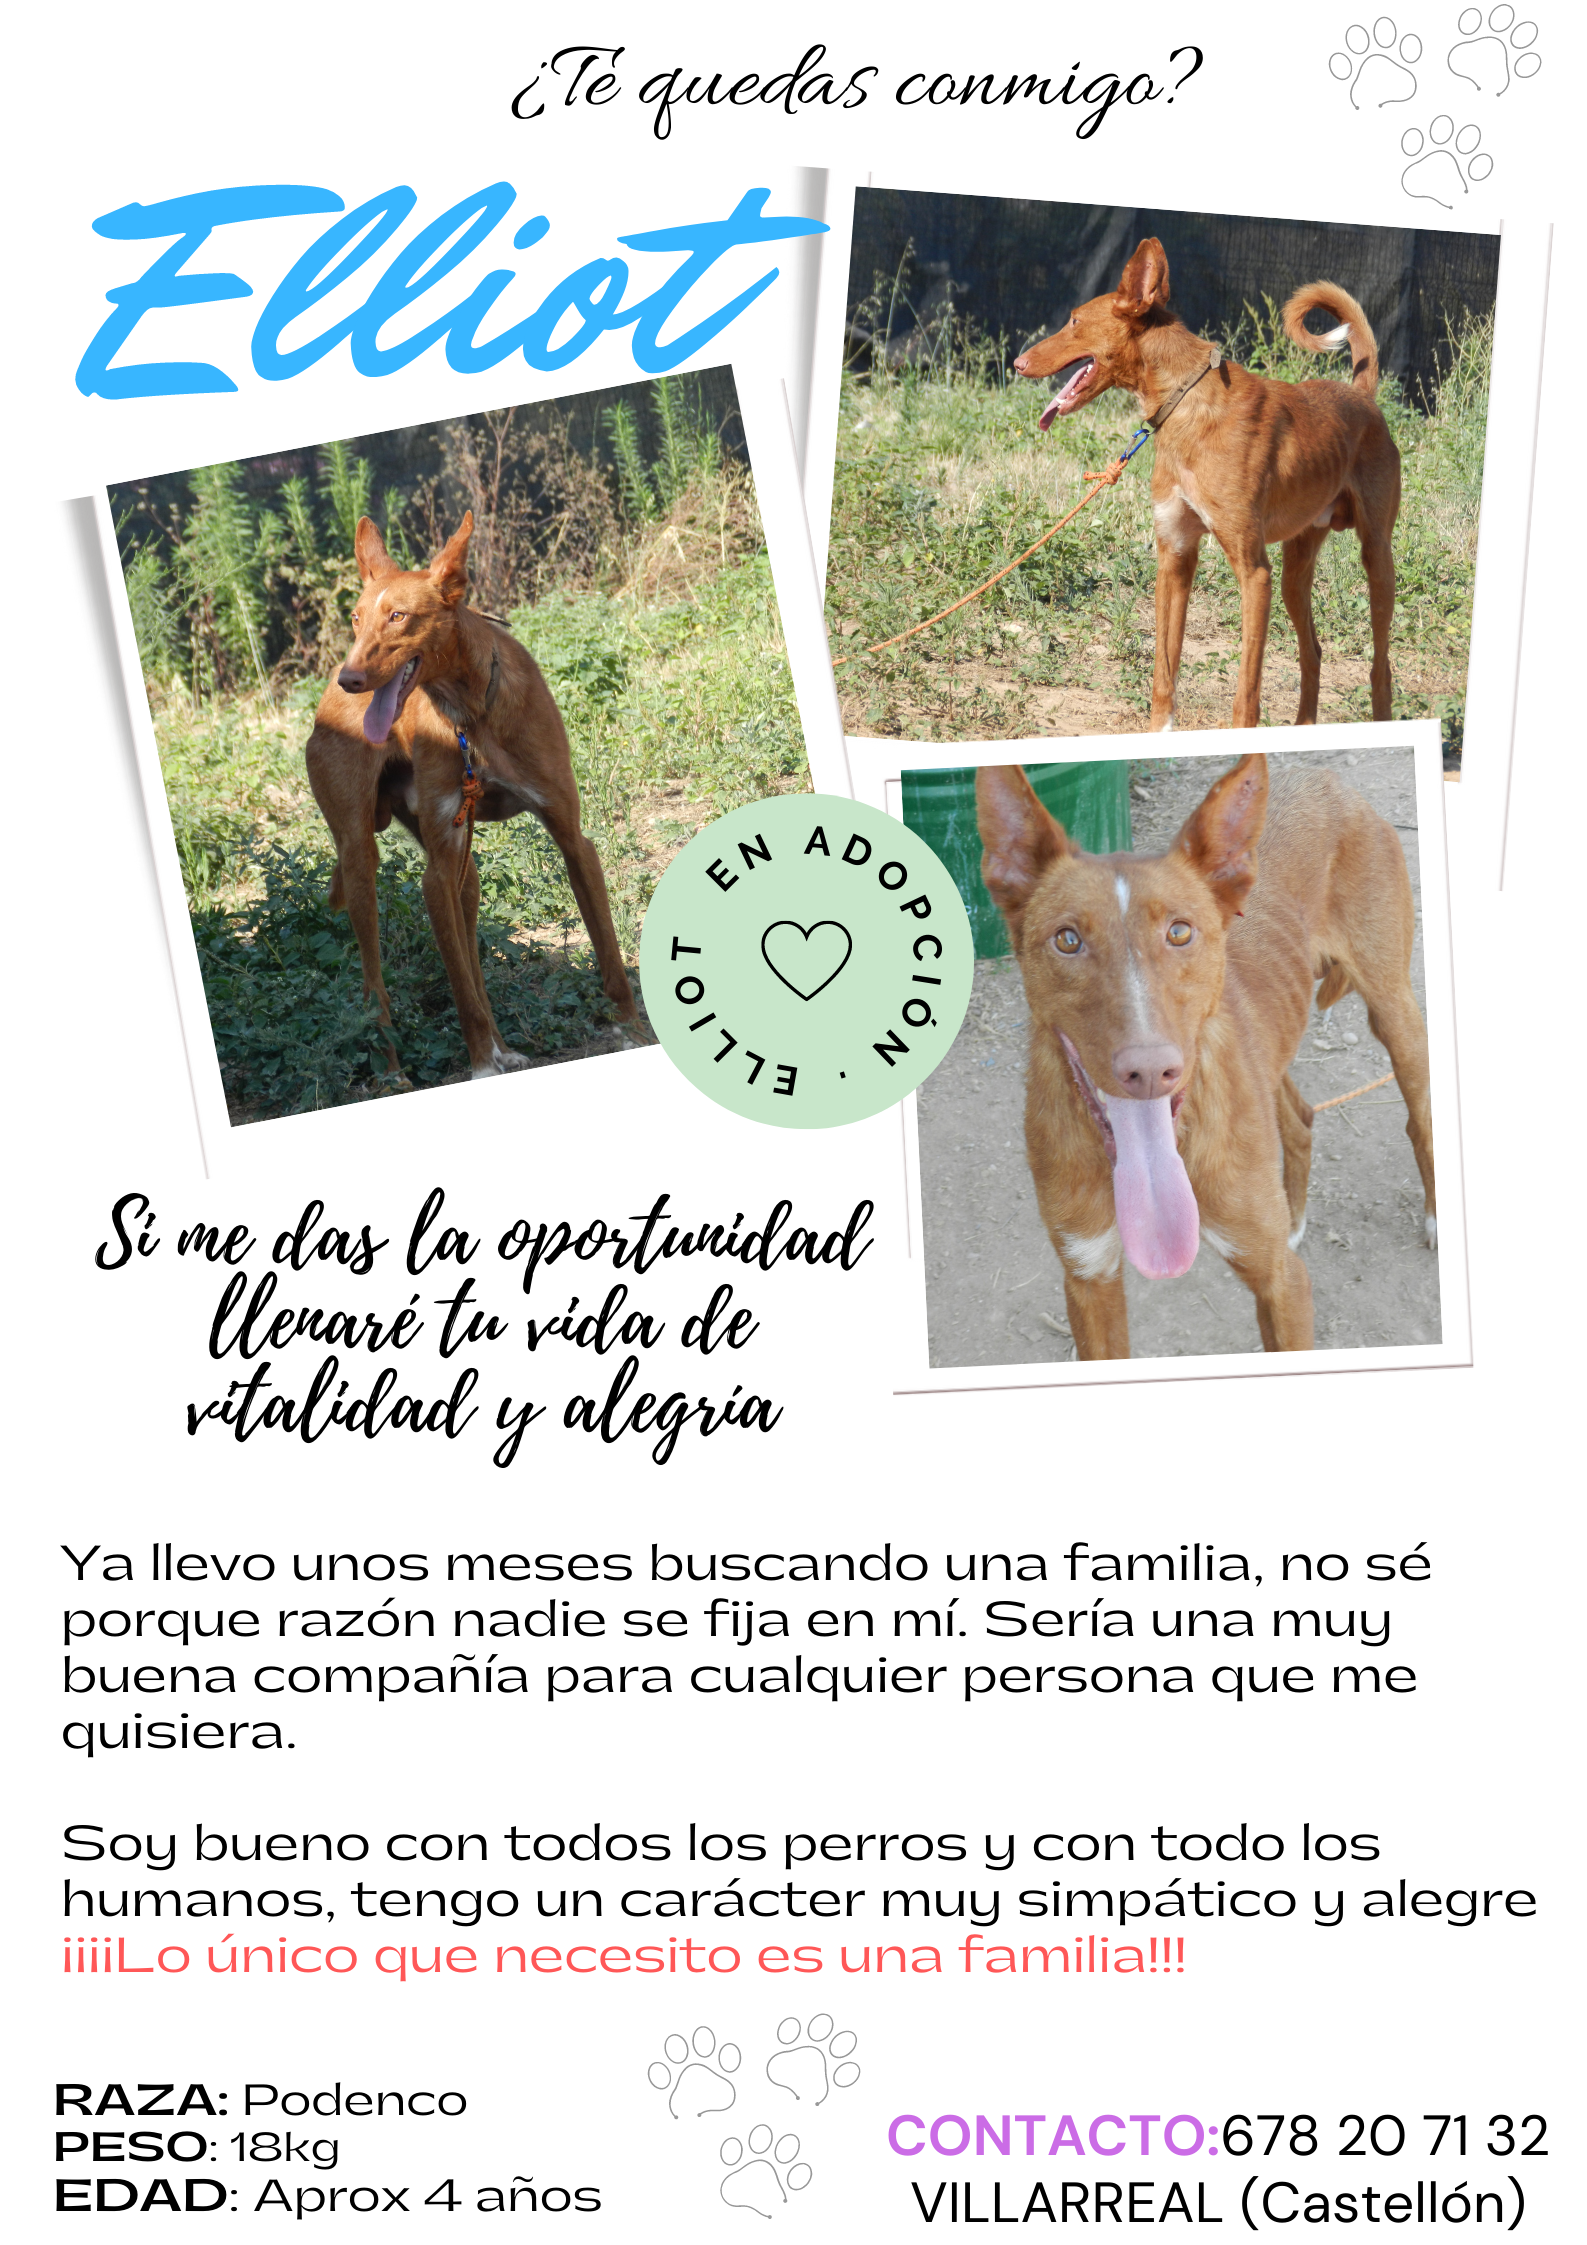 ¿Te quedas conmigo?
Elliot
EN ADOPCIÓN · ELLIOT
Si me das la oportunidad
llenaré tu vida de
vitalidad y alegría
Ya llevo unos meses buscando una familia, no sé
porque razón nadie se fija en mí. Sería una muy
buena compañía para cualquier persona que me
quisiera.
Soy bueno con todos los perros y con todo los
humanos, tengo un carácter muy simpático y alegre
¡¡¡¡Lo único que necesito es una familia!!!
RAZA: Podenco
PESO: 18kg
EDAD: Aprox 4 años
CONTACTO:678 20 71 32
VILLARREAL (Castellón)